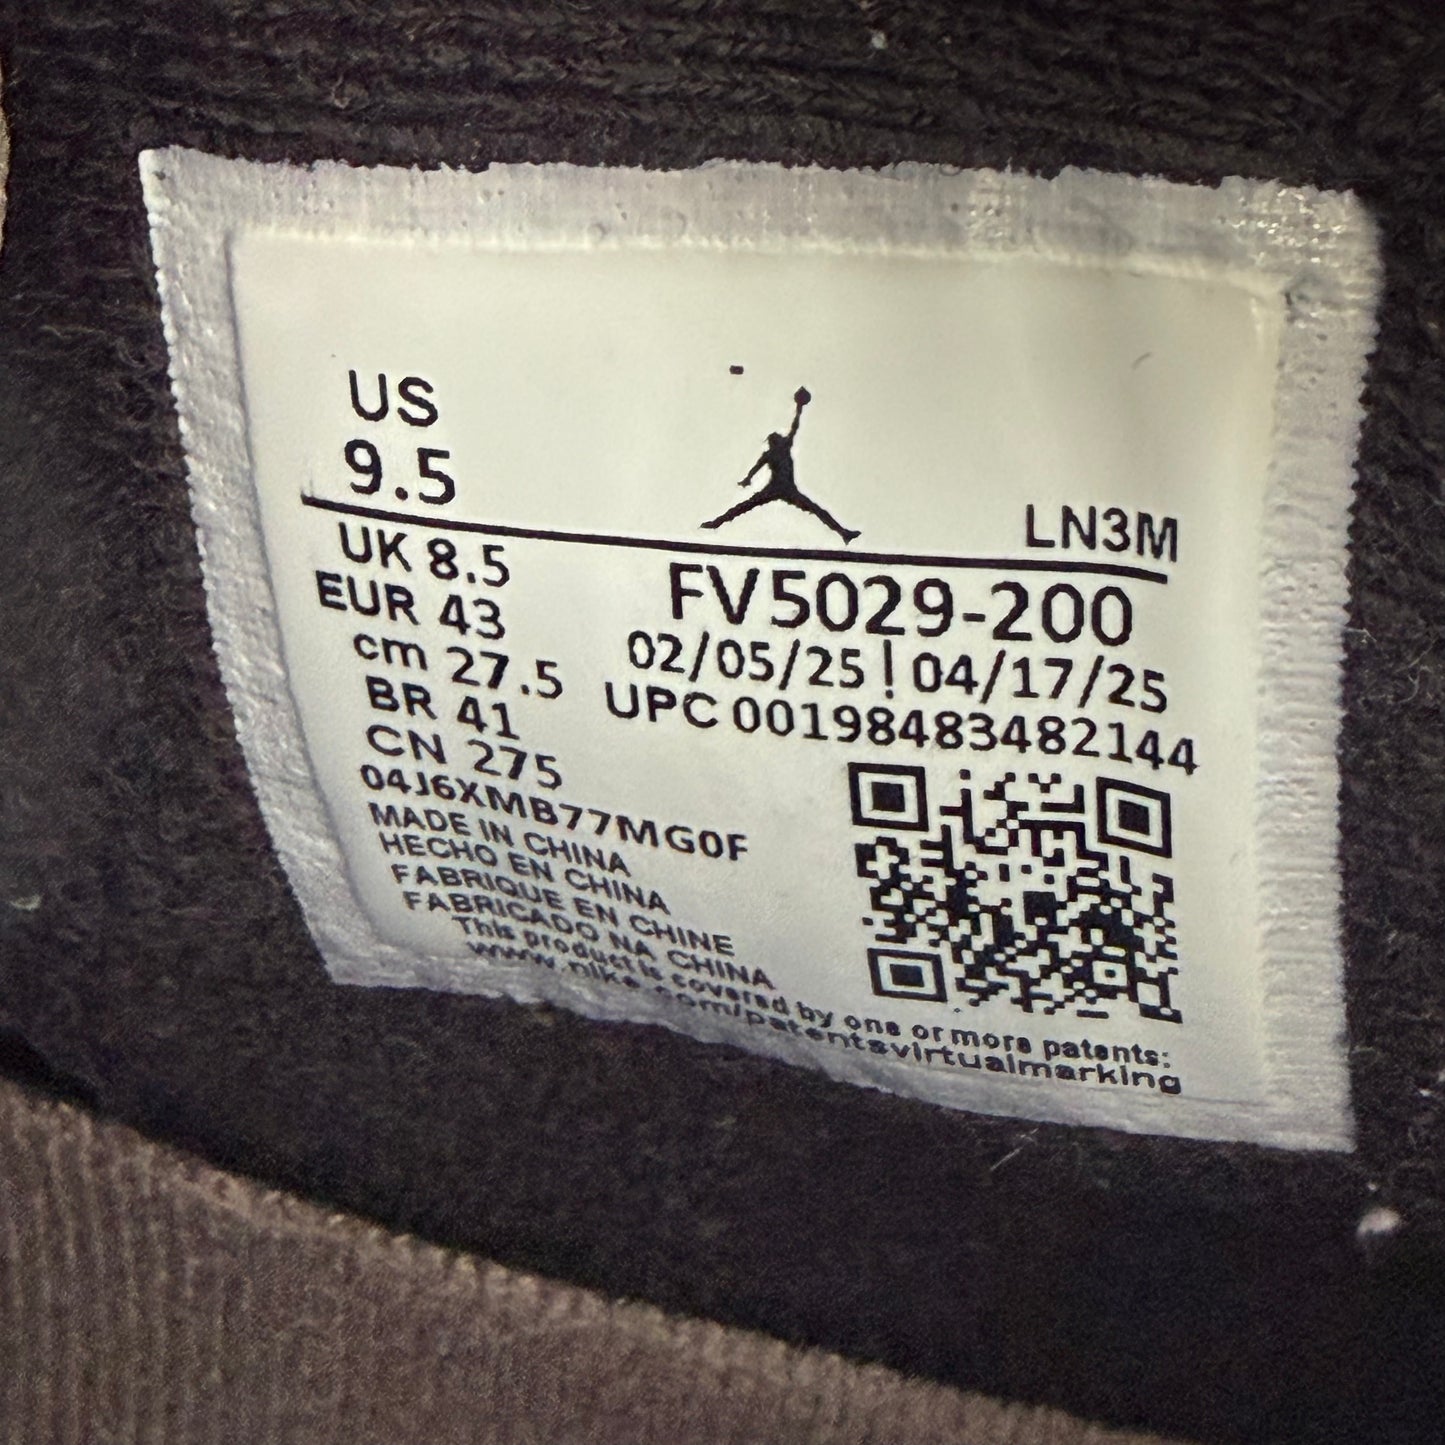 US
9.5
LN3M
UK 8.5
EUR 43
cm 27.5
BR 41
CN 275
FV5029-200
02/05/25 | 04/17/25
UPC 00198483482144
04J6XMB77MG0F
MADE IN CHINA
HECHO EN CHINA
FABRIQUE EN CHINE
FABRICADO NA CHINA
This product is covered by one or more patents:
www.nike.com/patentsvirtualmarking